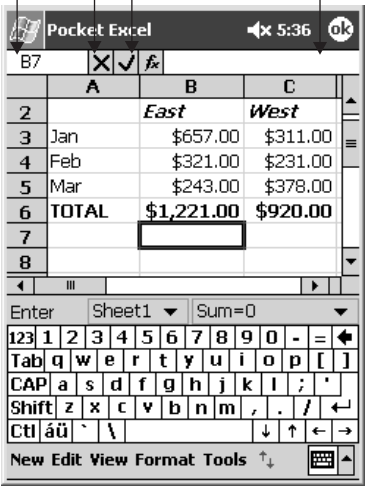 Pocket Excel 5:36 ok
B7 fx
A B C
2 East West
3 Jan $657.00 $311.00
4 Feb $321.00 $231.00
5 Mar $243.00 $378.00
6 TOTAL $1,221.00 $920.00
7
8
Enter Sheet1 Sum=0
123 1 2 3 4 5 6 7 8 9 0 - =
Tab q w e r t y u i o p [ ]
CAP a s d f g h j k l ; '
Shift z x c v b n m , . /
Ctl áü ` \
New Edit View Format Tools